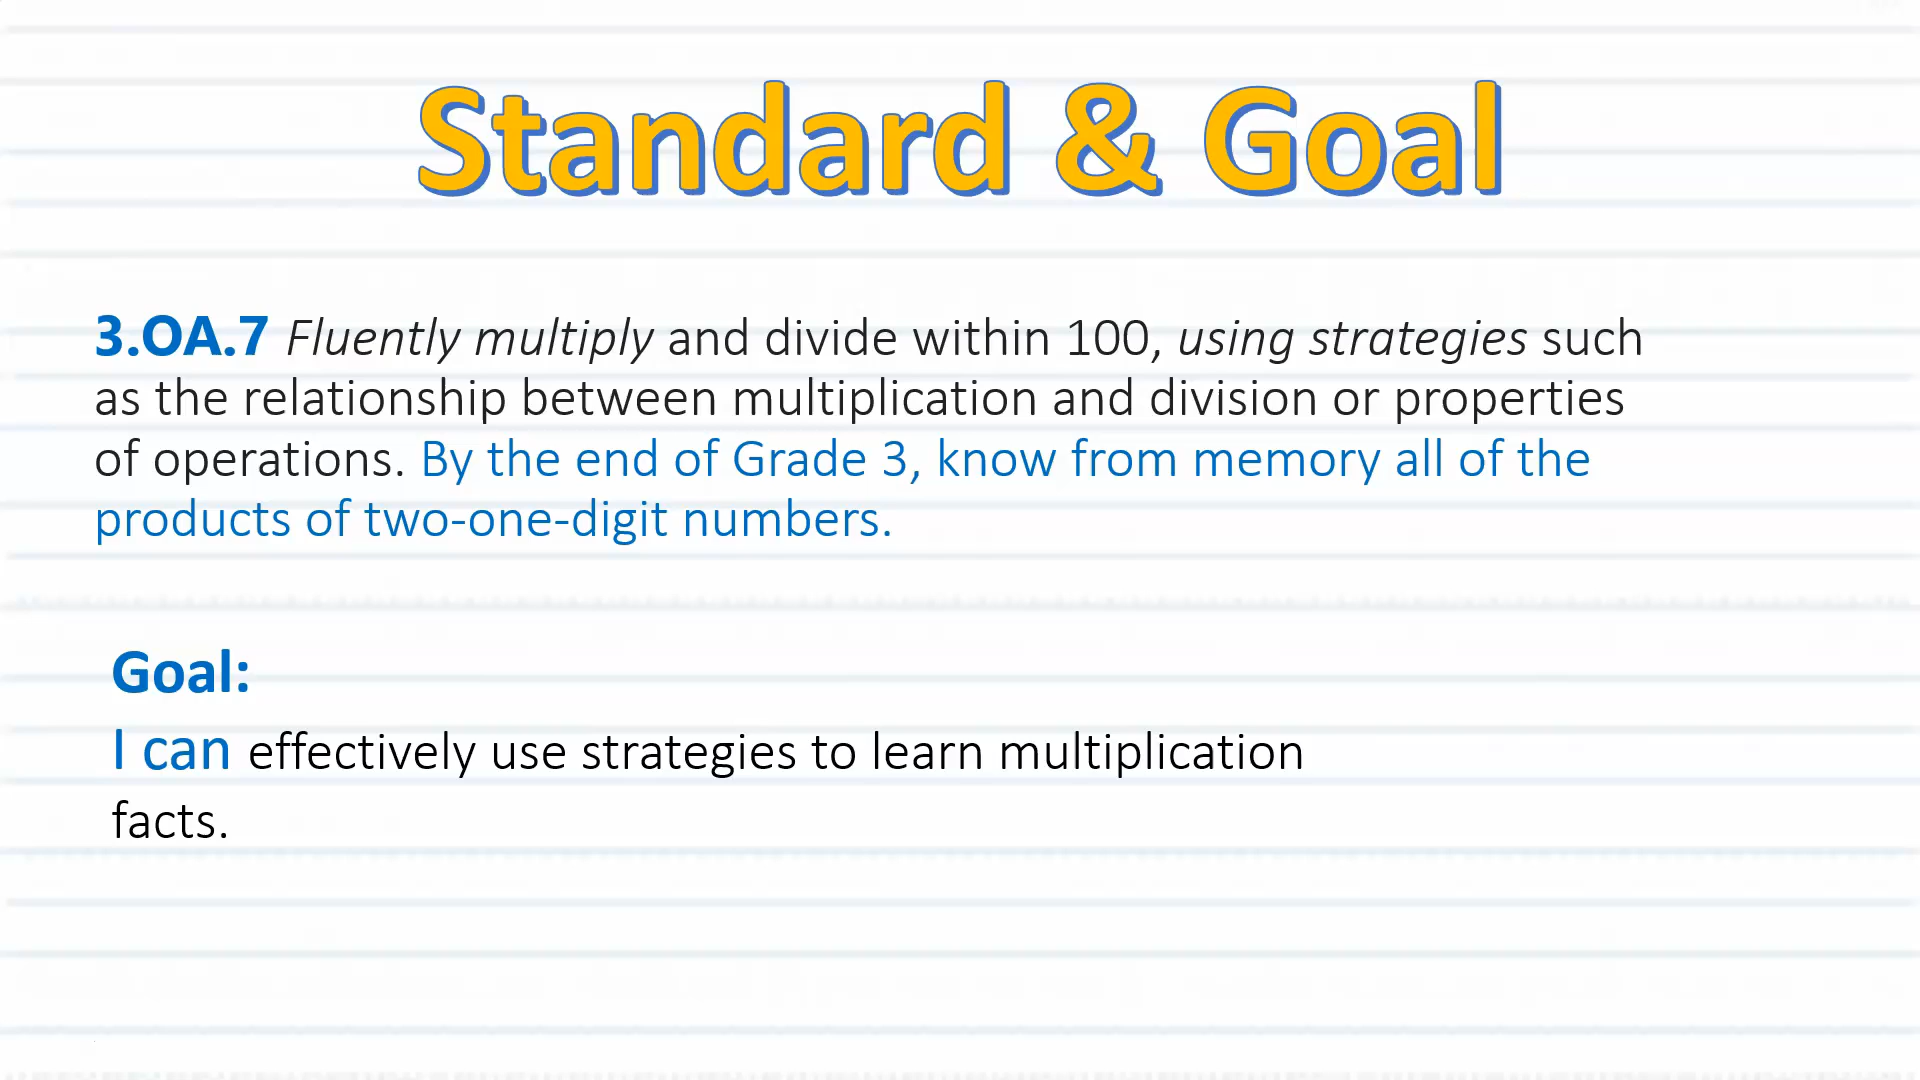 Standard & Goal
3.OA.7 Fluently multiply and divide within 100, using strategies such
as the relationship between multiplication and division or properties
of operations. By the end of Grade 3, know from memory all of the
products of two-one-digit numbers.
Goal:
I can effectively use strategies to learn multiplication
facts.